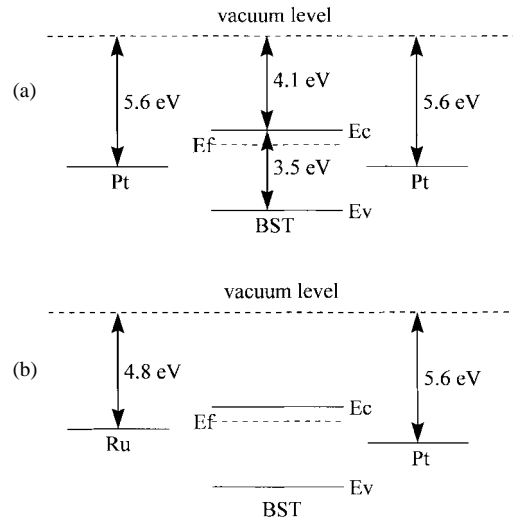 vacuum level
(a)
5.6 eV
4.1 eV
5.6 eV
Ec
Ef
3.5 eV
Pt
Pt
Ev
BST
vacuum level
(b)
4.8 eV
5.6 eV
Ec
Ef
Ru
Pt
Ev
BST